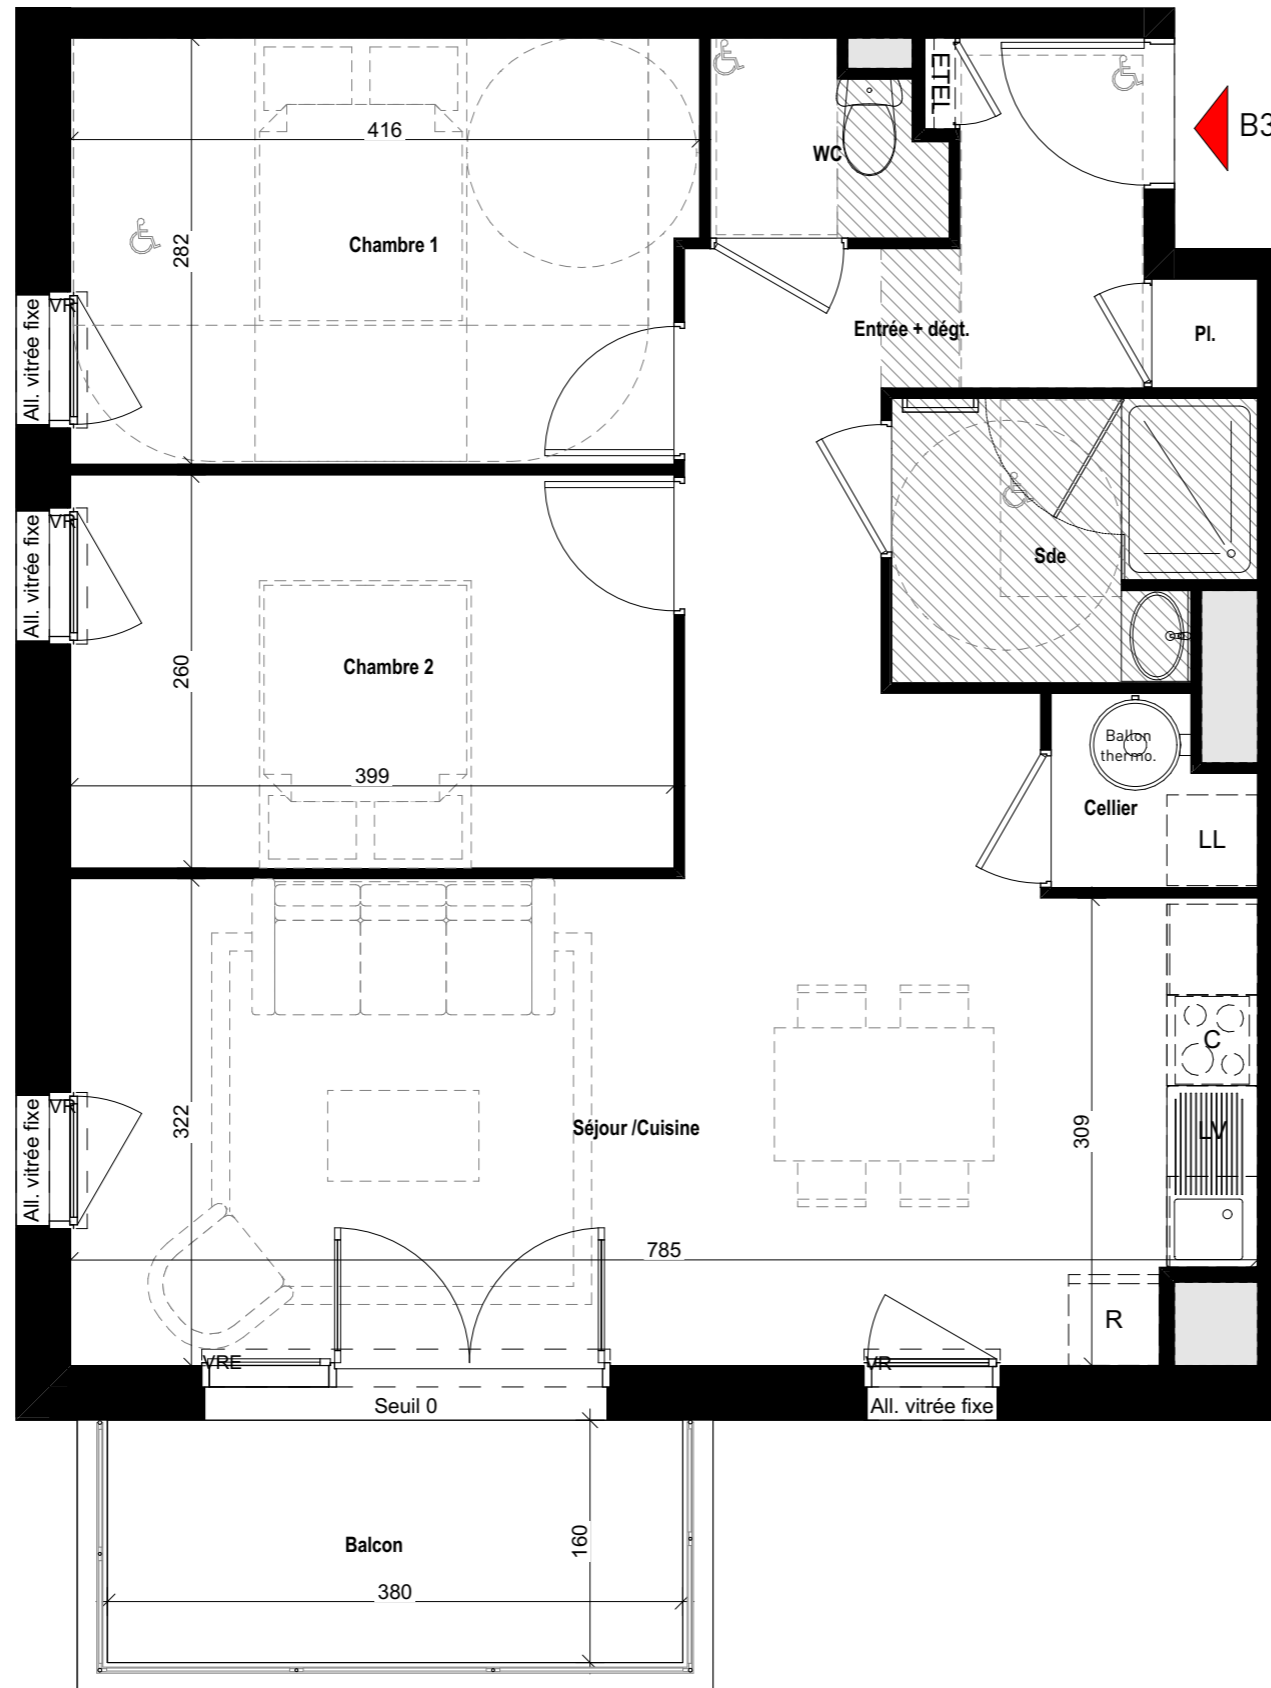 ETEL
B3
416
WC
282
Chambre 1
VR
All. vitrée fixe
Entrée + dégt.
Pl.
VR
All. vitrée fixe
Sde
260
Chambre 2
399
Ballon
thermo.
Cellier
LL
C
VR
All. vitrée fixe
322
Séjour /Cuisine
309
LV
785
R
VRE
VR
Seuil 0
All. vitrée fixe
160
Balcon
380